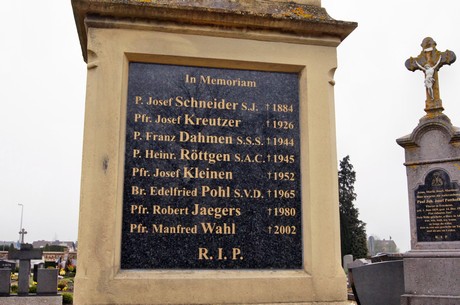 In Memoriam
P. Josef Schneider S.J. †1884
Pfr. Josef Kreutzer †1926
P. Franz Dahmen S.S.S. †1944
P. Heinr. Röttgen S.A.C. †1945
Pfr. Josef Kleinen †1952
Br. Edelfried Pohl S.V.D. †1965
Pfr. Robert Jaegers †1980
Pfr. Manfred Wahl †2002
R.I.P.